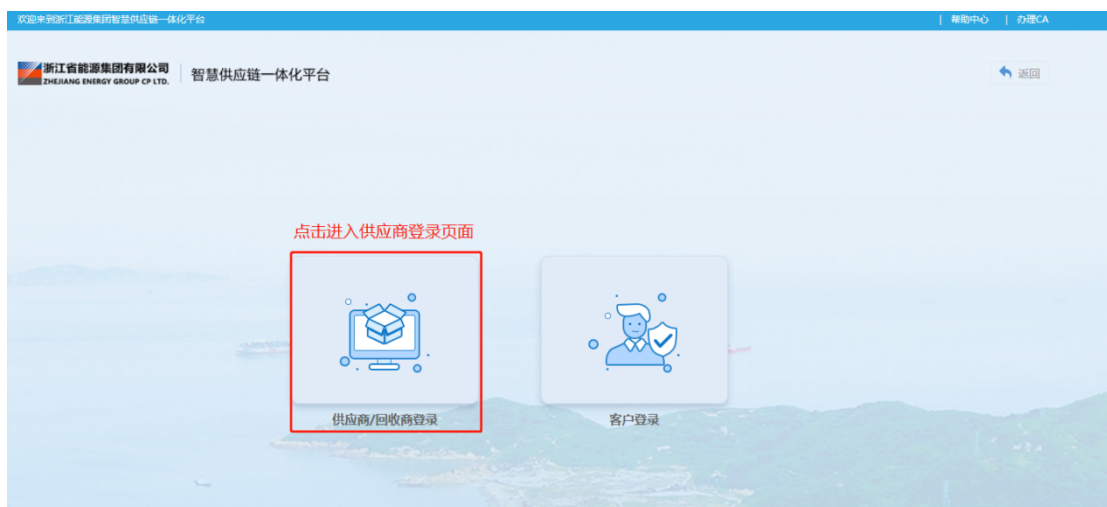 欢迎来到浙江能源集团智慧供应链一体化平台
| 帮助中心 | 办理CA
浙江省能源集团有限公司
ZHEJIANG ENERGY GROUP CP LTD.
智慧供应链一体化平台
返回
点击进入供应商登录页面
供应商/回收商登录
客户登录